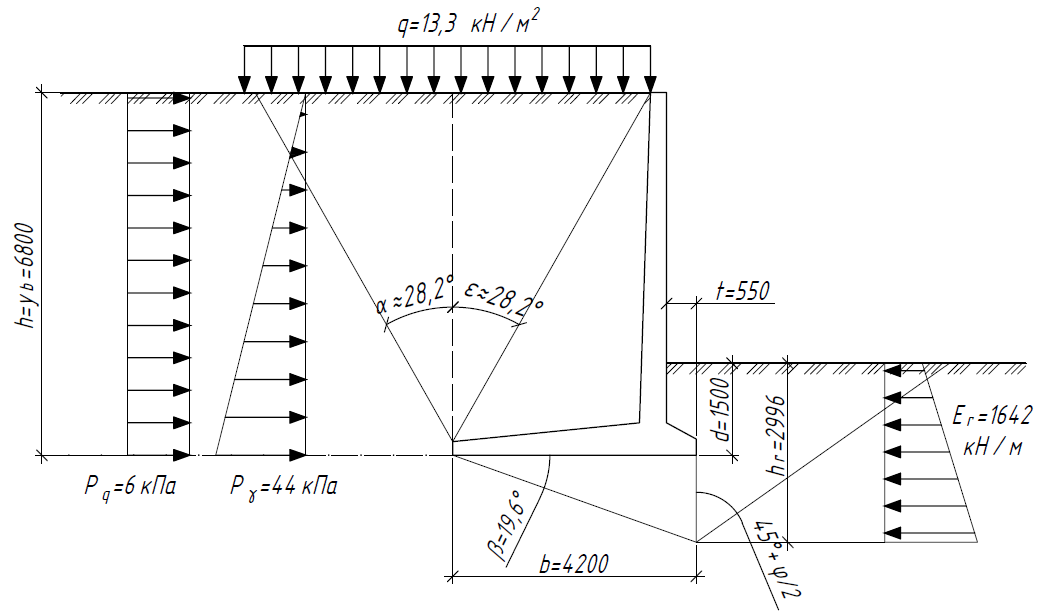 q=13,3 кН / м²
h=yb=6800
α≈28,2°
ε≈28,2°
t=550
d=1500
hr=2996
Er=1642
кН / м
Pq=6 кПа
Pγ=44 кПа
β=19,6°
45°+φ/2
b=4200